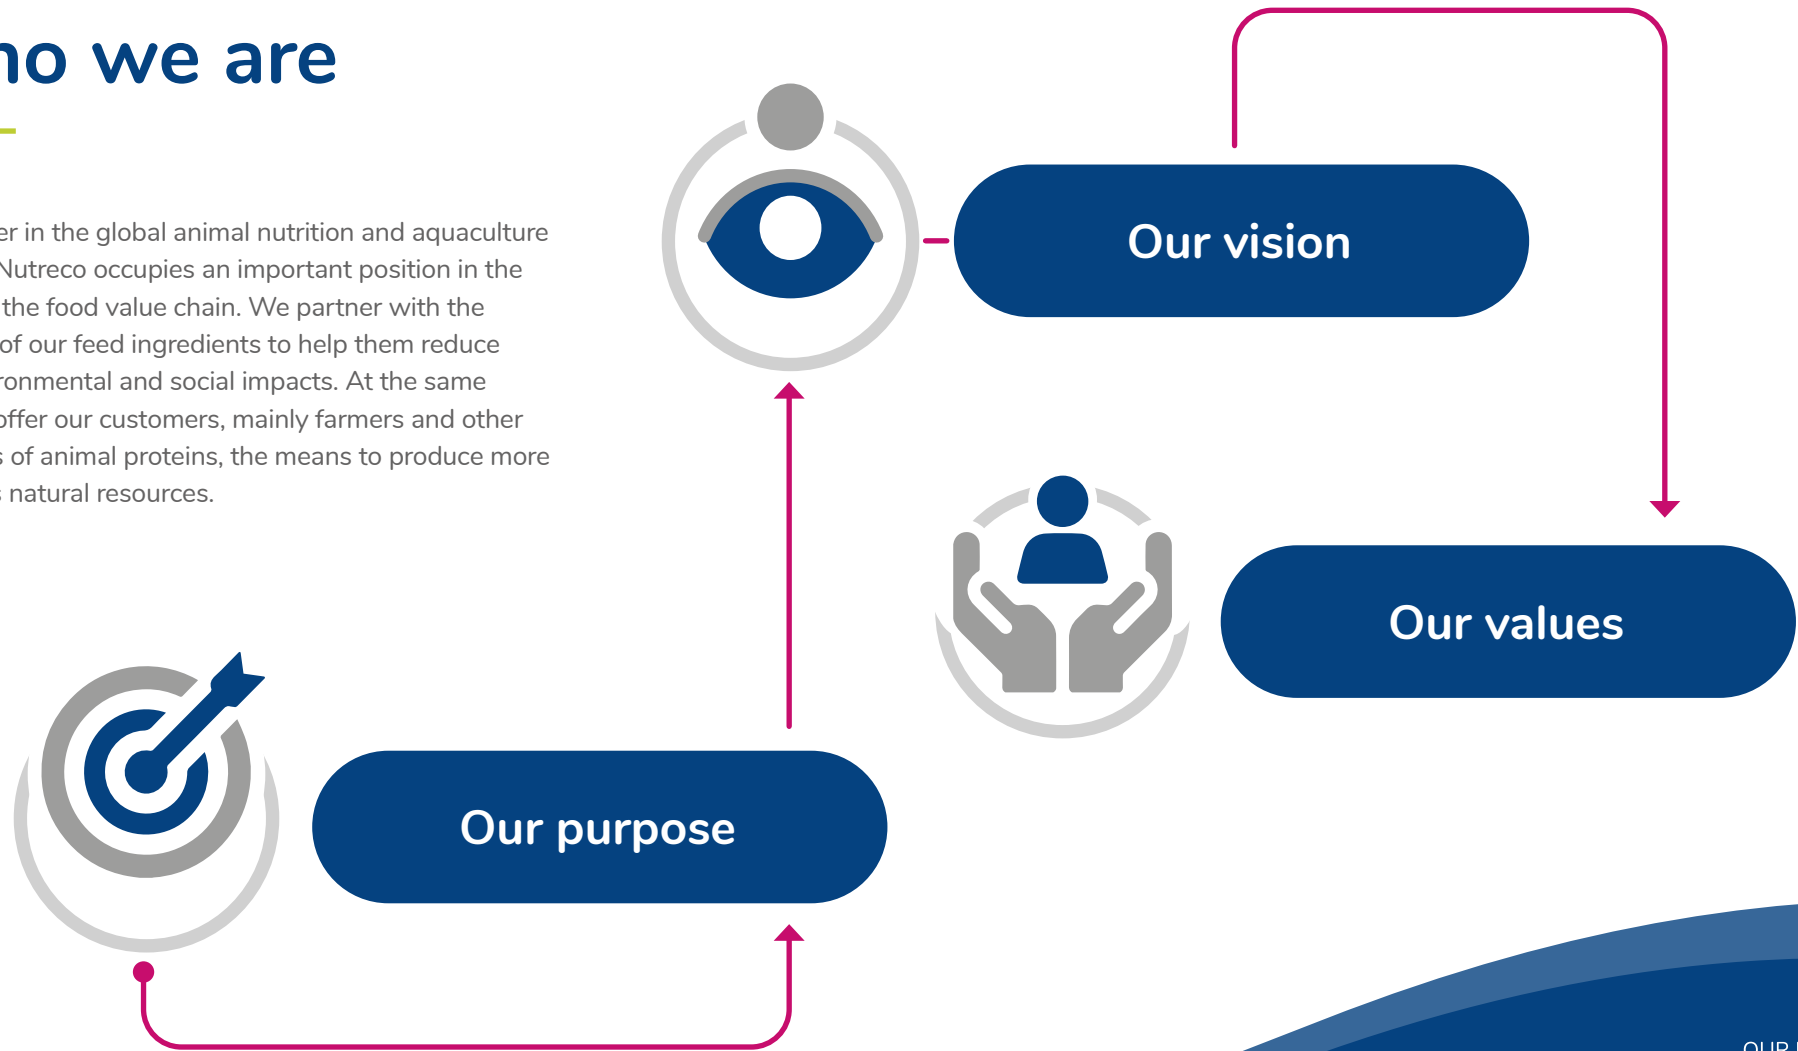 who we are
er in the global animal nutrition and aquaculture
Nutreco occupies an important position in the
the food value chain. We partner with the
of our feed ingredients to help them reduce
ronmental and social impacts. At the same
offer our customers, mainly farmers and other
s of animal proteins, the means to produce more
s natural resources.
Our vision
Our values
Our purpose
OUR